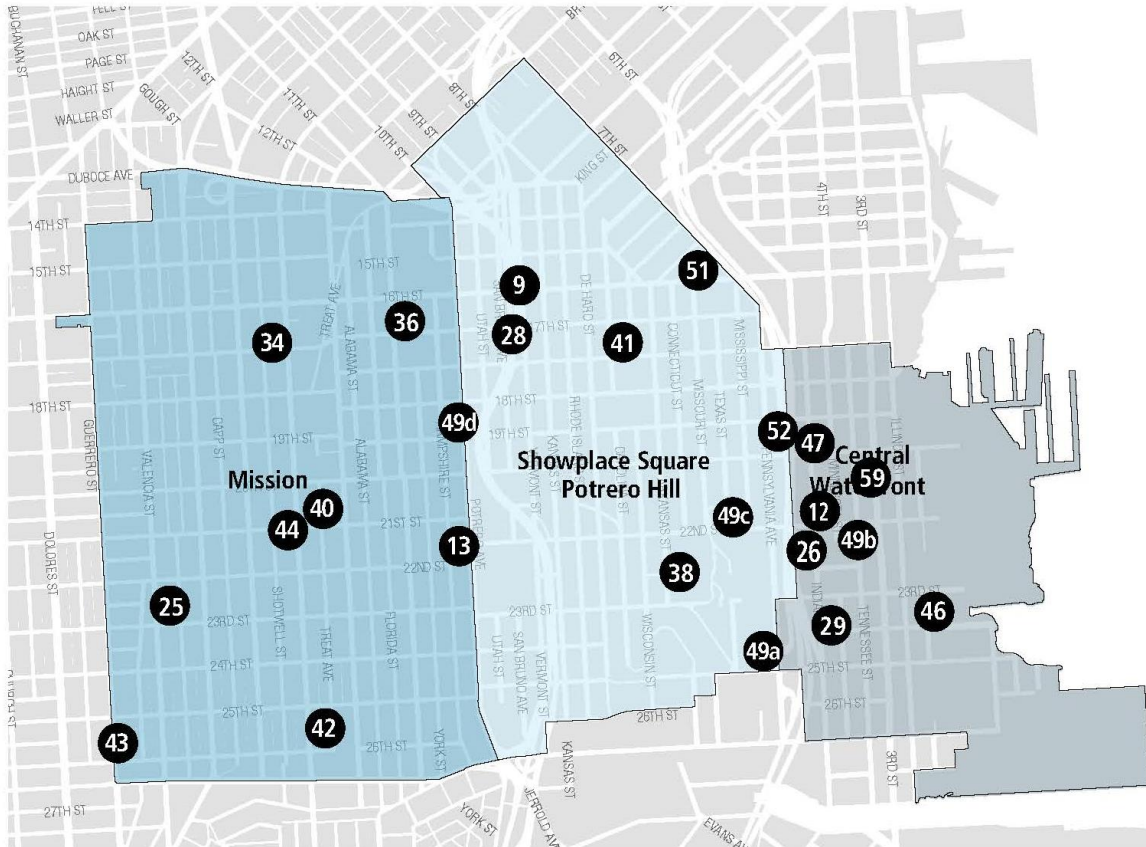 FELL ST
OAK ST
PAGE ST
HAIGHT ST
WALLER ST
BUCHANAN ST
GOUGH ST
12TH ST
11TH ST
12TH ST
10TH ST
9TH ST
8TH ST
6TH ST
7TH ST
KING ST
4TH ST
3RD ST
DUBOCE AVE
14TH ST
15TH ST
15TH ST
16TH ST
TREAT AVE
ALABAMA ST
UTAH ST
DE HARO ST
CONNECTICUT ST
MISSISSIPPI ST
51
9
36
28
34
41
18TH ST
18TH ST
19TH ST
19TH ST
MISSOURI ST
TEXAS ST
GUERRERO ST
VALENCIA ST
CAPP ST
ALABAMA ST
49d
52
47
Mission
Showplace Square
Potrero Hill
Central
59
40
44
21ST ST
22ND ST
13
22ND ST
49c
12
26
49b
38
DOLORES ST
25
SHOTWELL ST
23RD ST
TREAT AVE
FLORIDA ST
24TH ST
25TH ST
26TH ST
YORK ST
UTAH ST
SAN BRUNO AVE
VERMONT ST
23RD ST
WISCONSIN ST
26TH ST
23RD ST
46
29
TENNESSEE ST
25TH ST
26TH ST
49a
42
43
27TH ST
YORK ST
JERROLD AVE
KANSAS ST
3RD ST